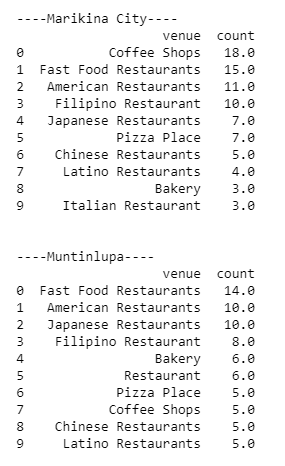 ----Marikina City----
venue count
0 Coffee Shops 18.0
1 Fast Food Restaurants 15.0
2 American Restaurants 11.0
3 Filipino Restaurant 10.0
4 Japanese Restaurants 7.0
5 Pizza Place 7.0
6 Chinese Restaurants 5.0
7 Latino Restaurants 4.0
8 Bakery 3.0
9 Italian Restaurant 3.0
----Muntinlupa----
venue count
0 Fast Food Restaurants 14.0
1 American Restaurants 10.0
2 Japanese Restaurants 10.0
3 Filipino Restaurant 8.0
4 Bakery 6.0
5 Restaurant 6.0
6 Pizza Place 5.0
7 Coffee Shops 5.0
8 Chinese Restaurants 5.0
9 Latino Restaurants 5.0